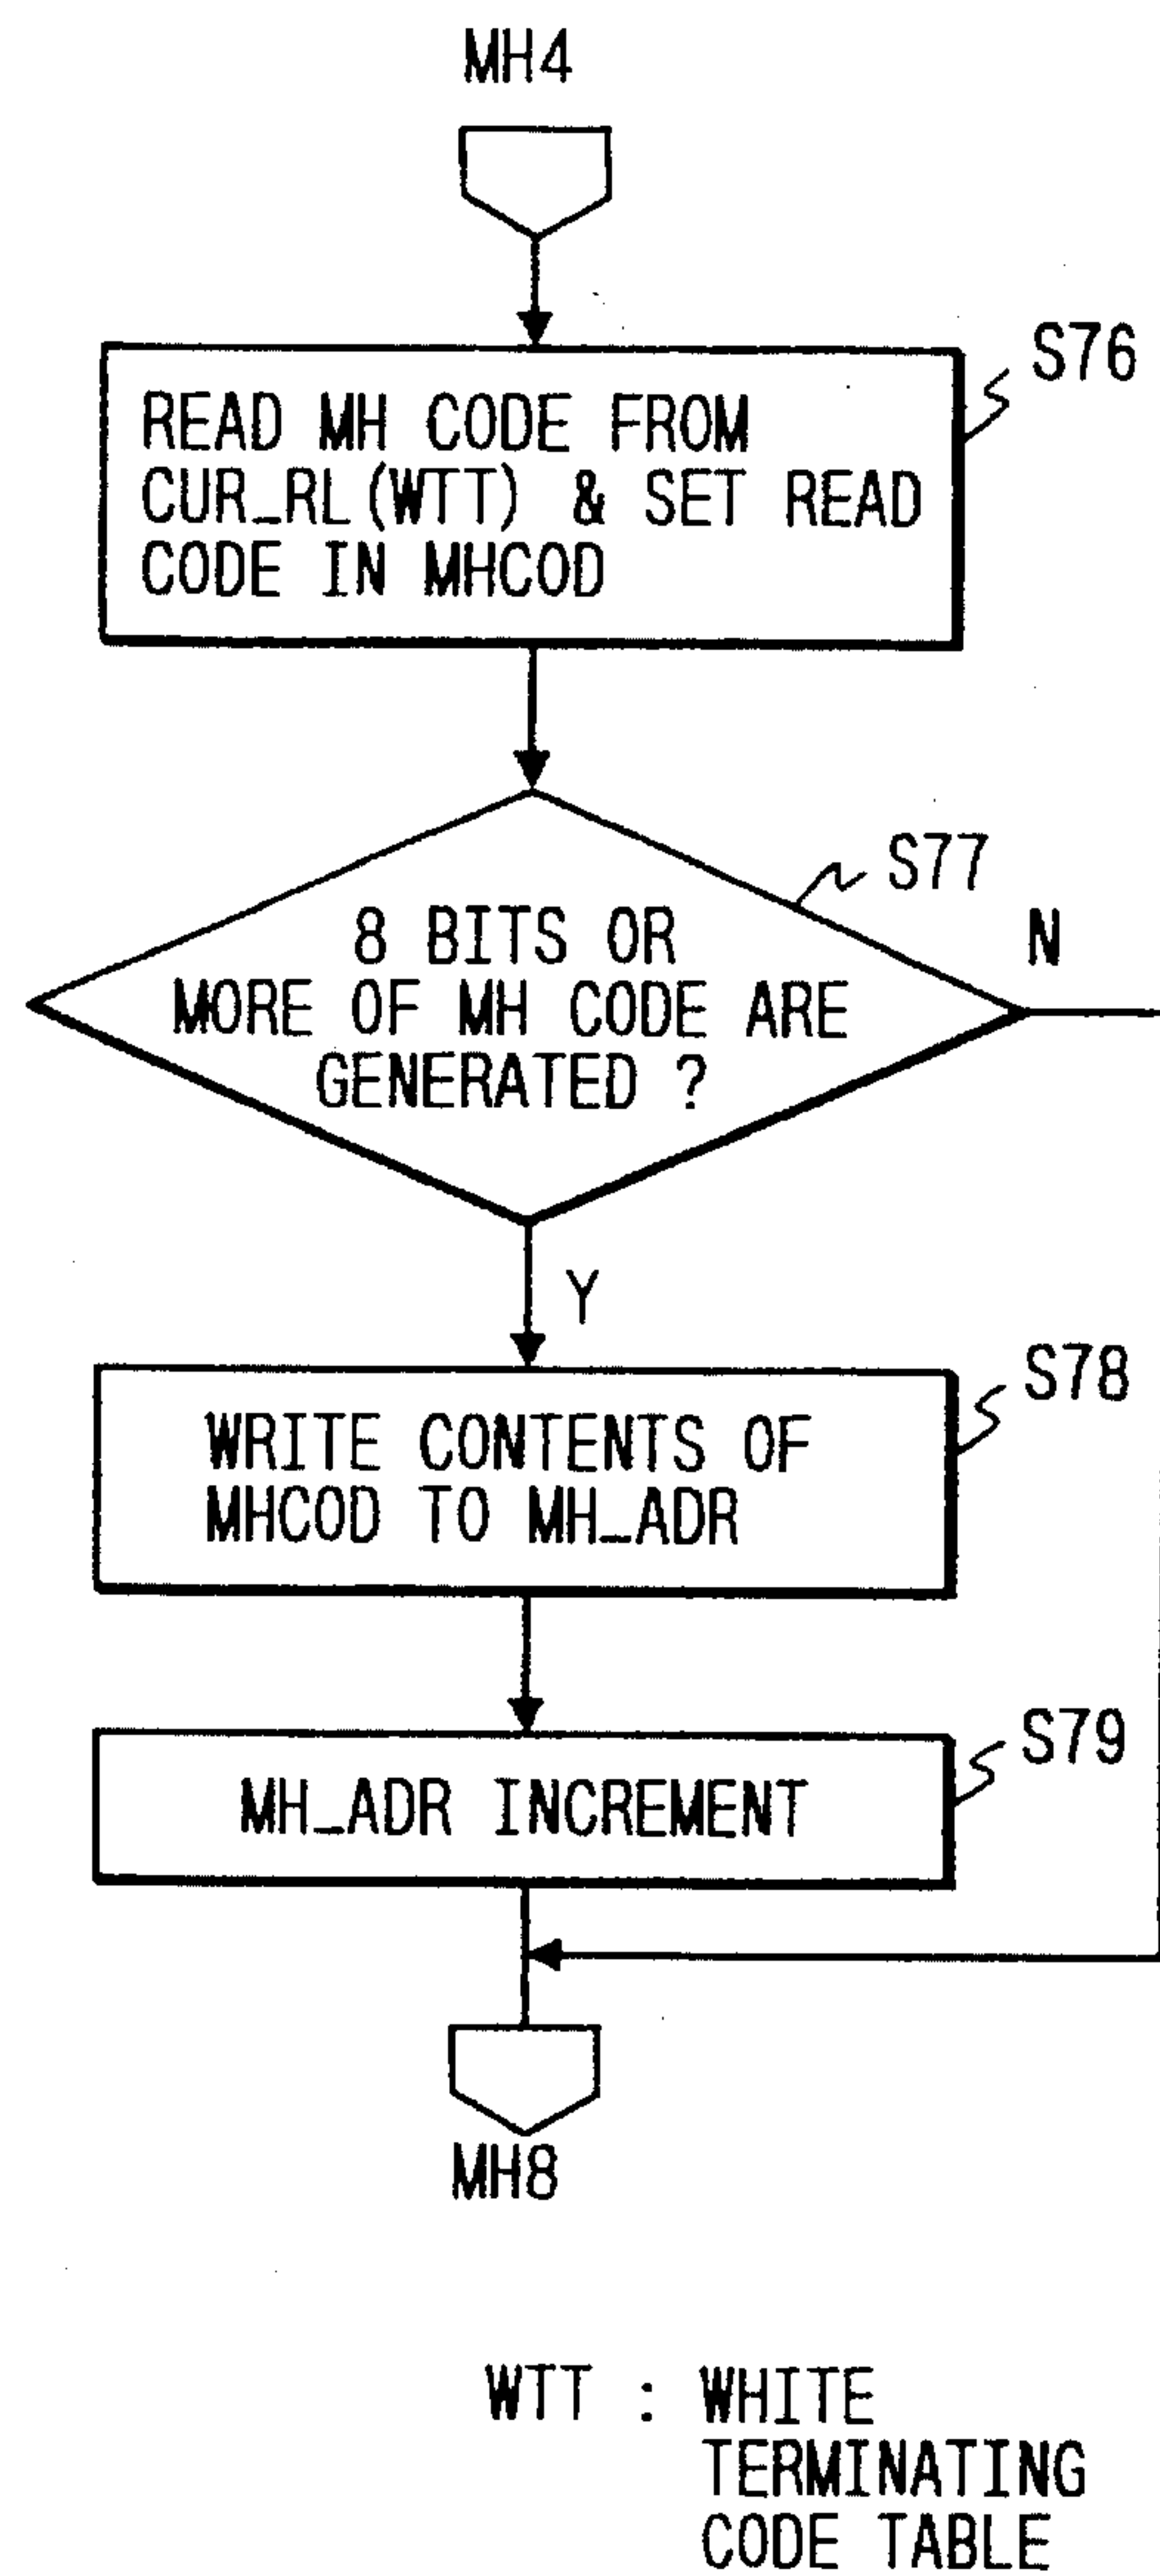 MH4
S76
READ MH CODE FROM
CUR_RL(WTT) & SET READ
CODE IN MHCOD
S77
N
8 BITS OR
MORE OF MH CODE ARE
GENERATED ?
Y
S78
WRITE CONTENTS OF
MHCOD TO MH_ADR
S79
MH_ADR INCREMENT
MH8
WTT : WHITE
TERMINATING
CODE TABLE